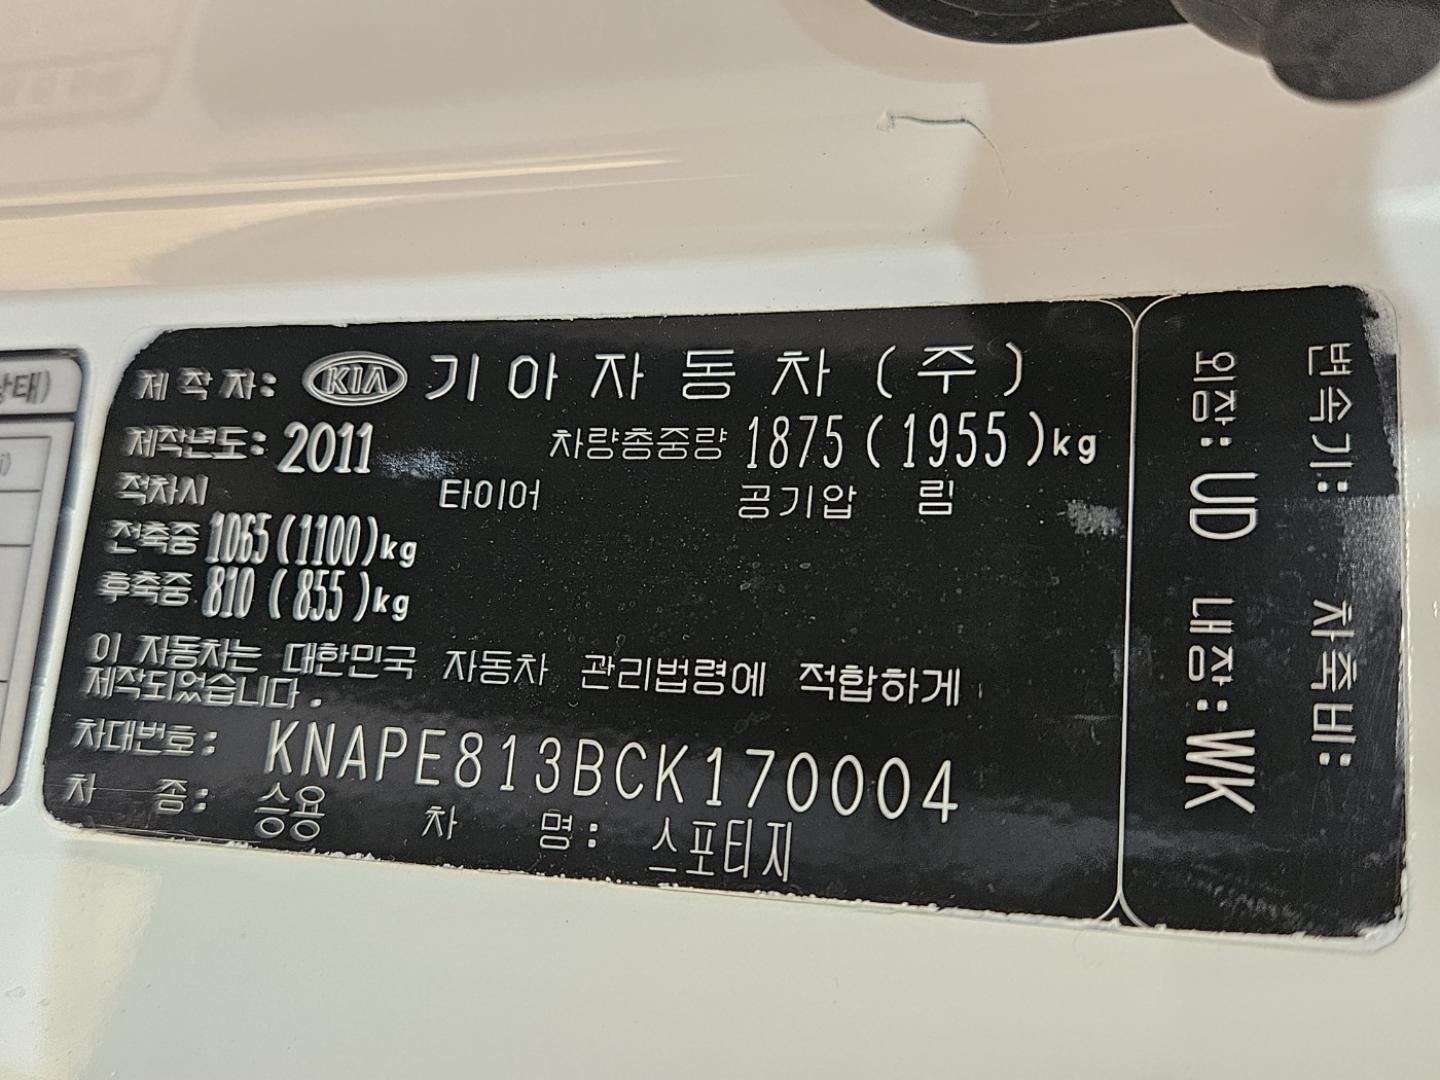 제 작 자: KIA 기 아 자 동 차 (주)
제작년도: 2011 차량총중량 1875 (1955)kg
적차시 타이어 공기압 림
전축중 1065(1100)kg
후축중 810 (855)kg
이 자동차는 대한민국 자동차 관리법령에 적합하게
제작되었습니다.
차대번호: KNAPE813BCK170004
차 종: 승용 차 명: 스포티지
변속기: 차축비:
외장: UD 내장: WK
상태)